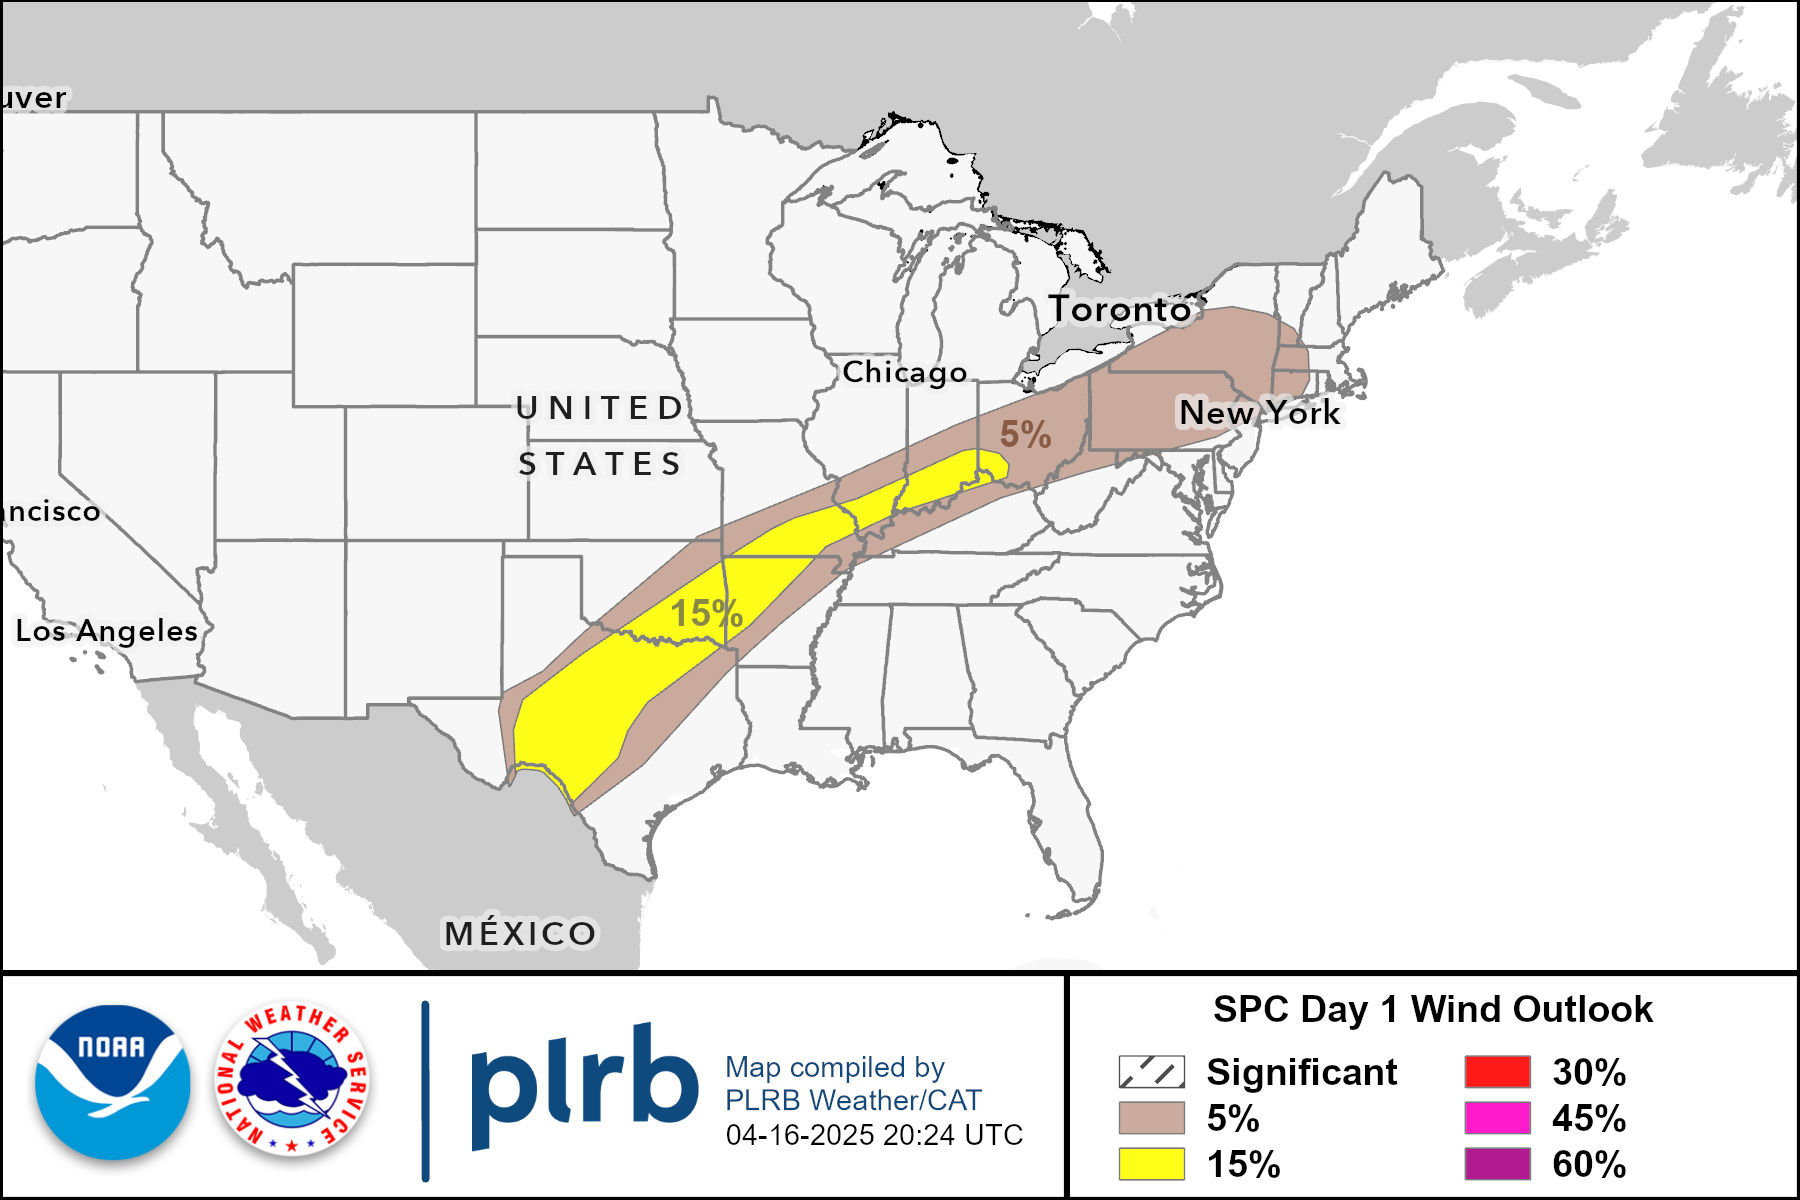 uver
Toronto
Chicago
UNITED
STATES
New York
5%
ncisco
15%
Los Angeles
MÉXICO
NOAA
NATIONAL WEATHER SERVICE
plrb
Map compiled by
PLRB Weather/CAT
04-16-2025 20:24 UTC
SPC Day 1 Wind Outlook
Significant
5%
15%
30%
45%
60%